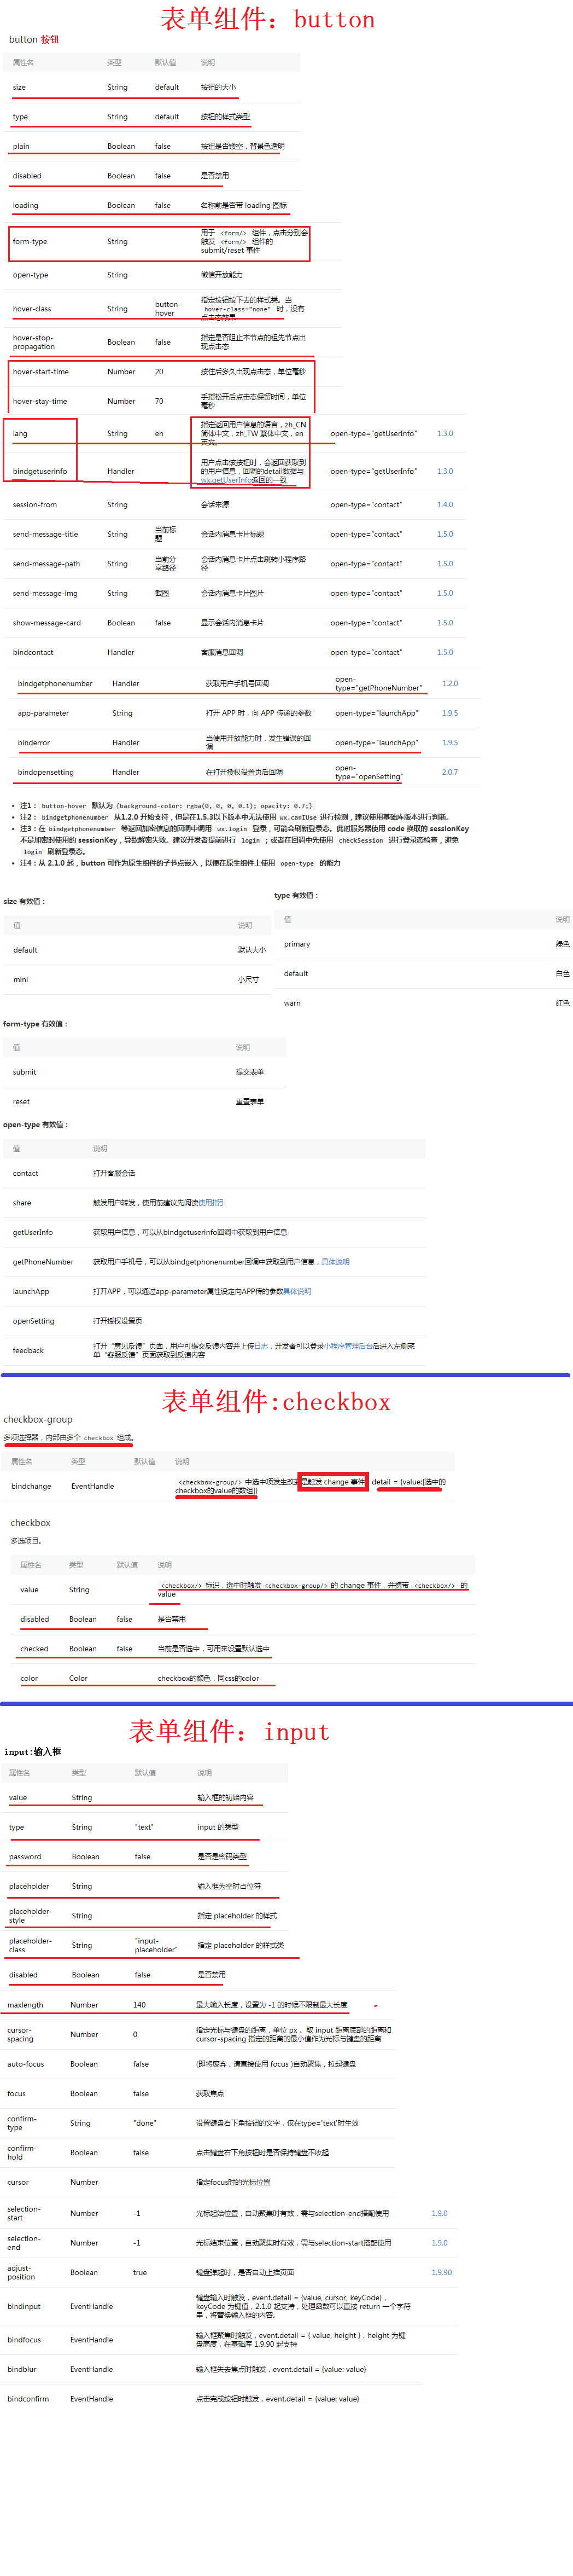 表单组件：button
button 按钮
属性名 类型 默认值 说明
size String default 按钮的大小
type String default 按钮的样式类型
plain Boolean false 按钮是否镂空，背景色透明
disabled Boolean false 是否禁用
loading Boolean false 名称前是否带 loading 图标
用于 <form/> 组件，点击分别会
form-type String 触发 <form/> 组件的
submit/reset 事件
open-type String 微信开放能力
指定按钮按下去的样式类。当
hover-class String button-hover hover-class="none" 时，没有
点击态效果
hover-stop-propagation Boolean false 指定是否阻止本节点的祖先节点出
现点击态
hover-start-time Number 20 按住后多久出现点击态，单位毫秒
hover-stay-time Number 70 手指松开后点击态保留时间，单位
毫秒
指定返回用户信息的语言，zh_CN
lang String en 简体中文，zh_TW 繁体中文，en open-type="getUserInfo" 1.3.0
英文。
用户点击该按钮时，会返回获取到
bindgetuserinfo Handler 的用户信息，回调的detail数据与 open-type="getUserInfo" 1.3.0
wx.getUserInfo返回的一致
session-from String 会话来源 open-type="contact" 1.4.0
send-message-title String 当前标题 会话内消息卡片标题 open-type="contact" 1.5.0
send-message-path String 当前分享路径 会话内消息卡片点击跳转小程序路
径 open-type="contact" 1.5.0
send-message-img String 截图 会话内消息卡片图片 open-type="contact" 1.5.0
show-message-card Boolean false 显示会话内消息卡片 open-type="contact" 1.5.0
bindcontact Handler 客服消息回调 open-type="contact" 1.5.0
bindgetphonenumber Handler 获取用户手机号回调 open-type="getPhoneNumber" 1.2.0
app-parameter String 打开 APP 时，向 APP 传递的参数 open-type="launchApp" 1.9.5
binderror Handler 当使用开放能力时，发生错误的回
调 open-type="launchApp" 1.9.5
bindopensetting Handler 在打开授权设置页后回调 open-type="openSetting" 2.0.7
• 注1： button-hover 默认为 {background-color: rgba(0, 0, 0, 0.1); opacity: 0.7;}
• 注2： bindgetphonenumber 从1.2.0 开始支持，但是在1.5.3以下版本中无法使用 wx.canIUse 进行检测，建议使用基础库版本进行判断。
• 注3：在 bindgetphonenumber 等返回加密信息的回调中调用 wx.login 登录，可能会刷新登录态。此时服务器使用 code 换取的 sessionKey
不是加密时使用的 sessionKey，导致解密失败。建议开发者提前进行 login ；或者在回调中先使用 checkSession 进行登录态检查，避免
login 刷新登录态。
• 注4：从 2.1.0 起，button 可作为原生组件的子节点嵌入，以便在原生组件上使用 open-type 的能力
size 有效值：
值 说明
default 默认大小
mini 小尺寸
type 有效值：
值 说明
primary 绿色
default 白色
warn 红色
form-type 有效值：
值 说明
submit 提交表单
reset 重置表单
open-type 有效值：
值 说明
contact 打开客服会话
share 触发用户转发，使用前建议先阅读使用指引
getUserInfo 获取用户信息，可以从bindgetuserinfo回调中获取到用户信息
getPhoneNumber 获取用户手机号，可以从bindgetphonenumber回调中获取到用户信息，具体说明
launchApp 打开APP，可以通过app-parameter属性设定向APP传的参数具体说明
openSetting 打开授权设置页
feedback 打开“意见反馈”页面，用户可提交反馈内容并上传日志，开发者可以登录小程序管理后台后进入左侧菜
单“客服反馈”页面获取到反馈内容
表单组件:checkbox
checkbox-group
多项选择器，内部由多个 checkbox 组成。
属性名 类型 默认值 说明
bindchange EventHandle <checkbox-group/> 中选中项发生改变是触发 change 事件， detail = {value:[选中的
checkbox的value的数组]}
checkbox
多选项目。
属性名 类型 默认值 说明
value String <checkbox/> 标识，选中时触发 <checkbox-group/> 的 change 事件，并携带 <checkbox/> 的
value
disabled Boolean false 是否禁用
checked Boolean false 当前是否选中，可用来设置默认选中
color Color checkbox的颜色，同css的color
表单组件：input
input:输入框
属性名 类型 默认值 说明
value String 输入框的初始内容
type String "text" input 的类型
password Boolean false 是否是密码类型
placeholder String 输入框为空时占位符
placeholder-style String 指定 placeholder 的样式
placeholder-class String "input-placeholder" 指定 placeholder 的样式类
disabled Boolean false 是否禁用
maxlength Number 140 最大输入长度，设置为 -1 的时候不限制最大长度
cursor-spacing Number 0 指定光标与键盘的距离，单位 px 。取 input 距离底部的距离和
cursor-spacing 指定的距离的最小值作为光标与键盘的距离
auto-focus Boolean false (即将废弃，请直接使用 focus )自动聚焦，拉起键盘
focus Boolean false 获取焦点
confirm-type String "done" 设置键盘右下角按钮的文字，仅在type='text'时生效
confirm-hold Boolean false 点击键盘右下角按钮时是否保持键盘不收起
cursor Number 指定focus时的光标位置
selection-start Number -1 光标起始位置，自动聚集时有效，需与selection-end搭配使用 1.9.0
selection-end Number -1 光标结束位置，自动聚集时有效，需与selection-start搭配使用 1.9.0
adjust-position Boolean true 键盘弹起时，是否自动上推页面 1.9.90
键盘输入时触发，event.detail = {value, cursor, keyCode}，
bindinput EventHandle keyCode 为键值，2.1.0 起支持，处理函数可以直接 return 一个字符
串，将替换输入框的内容。
bindfocus EventHandle 输入框聚焦时触发，event.detail = { value, height }，height 为键
盘高度，在基础库 1.9.90 起支持
bindblur EventHandle 输入框失去焦点时触发，event.detail = {value: value}
bindconfirm EventHandle 点击完成按钮时触发，event.detail = {value: value}